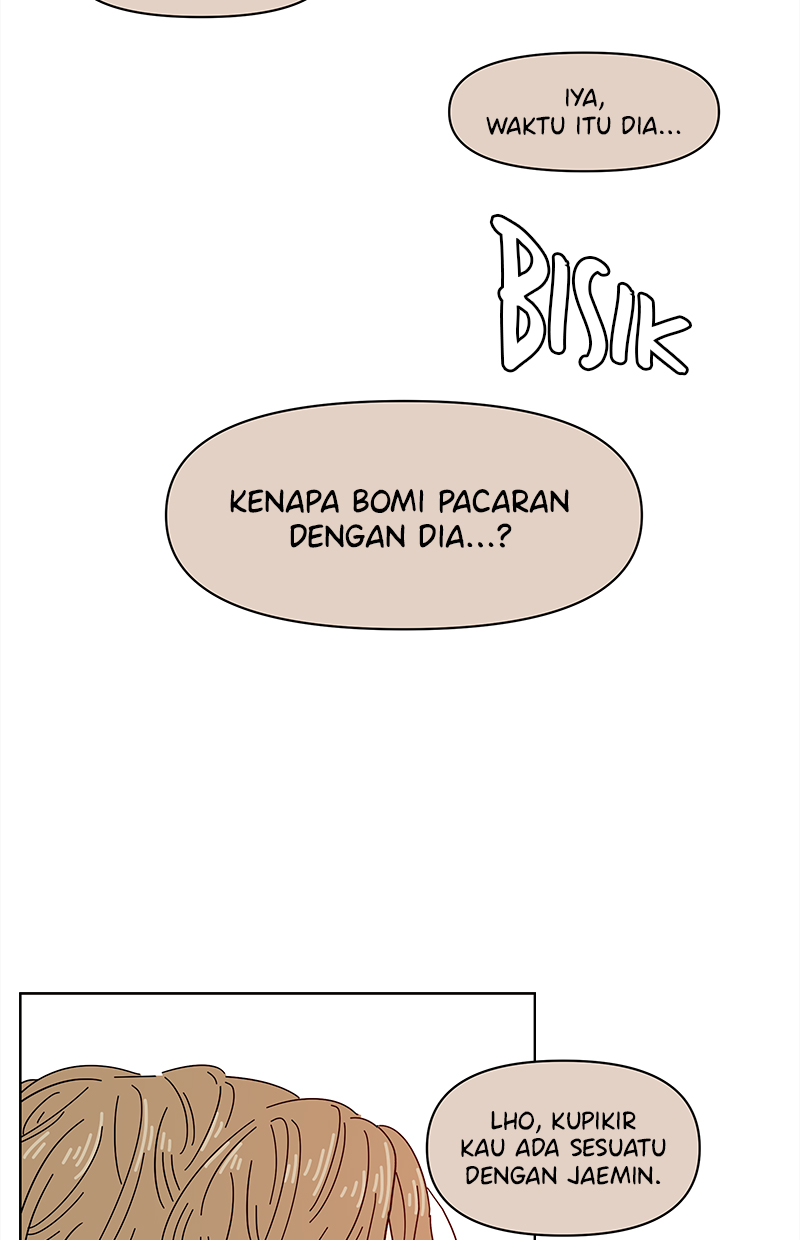 IYA,
WAKTU ITU DIA...
BISIK
KENAPA BOMI PACARAN
DENGAN DIA...?
LHO, KUPIKIR
KAU ADA SESUATU
DENGAN JAEMIN.